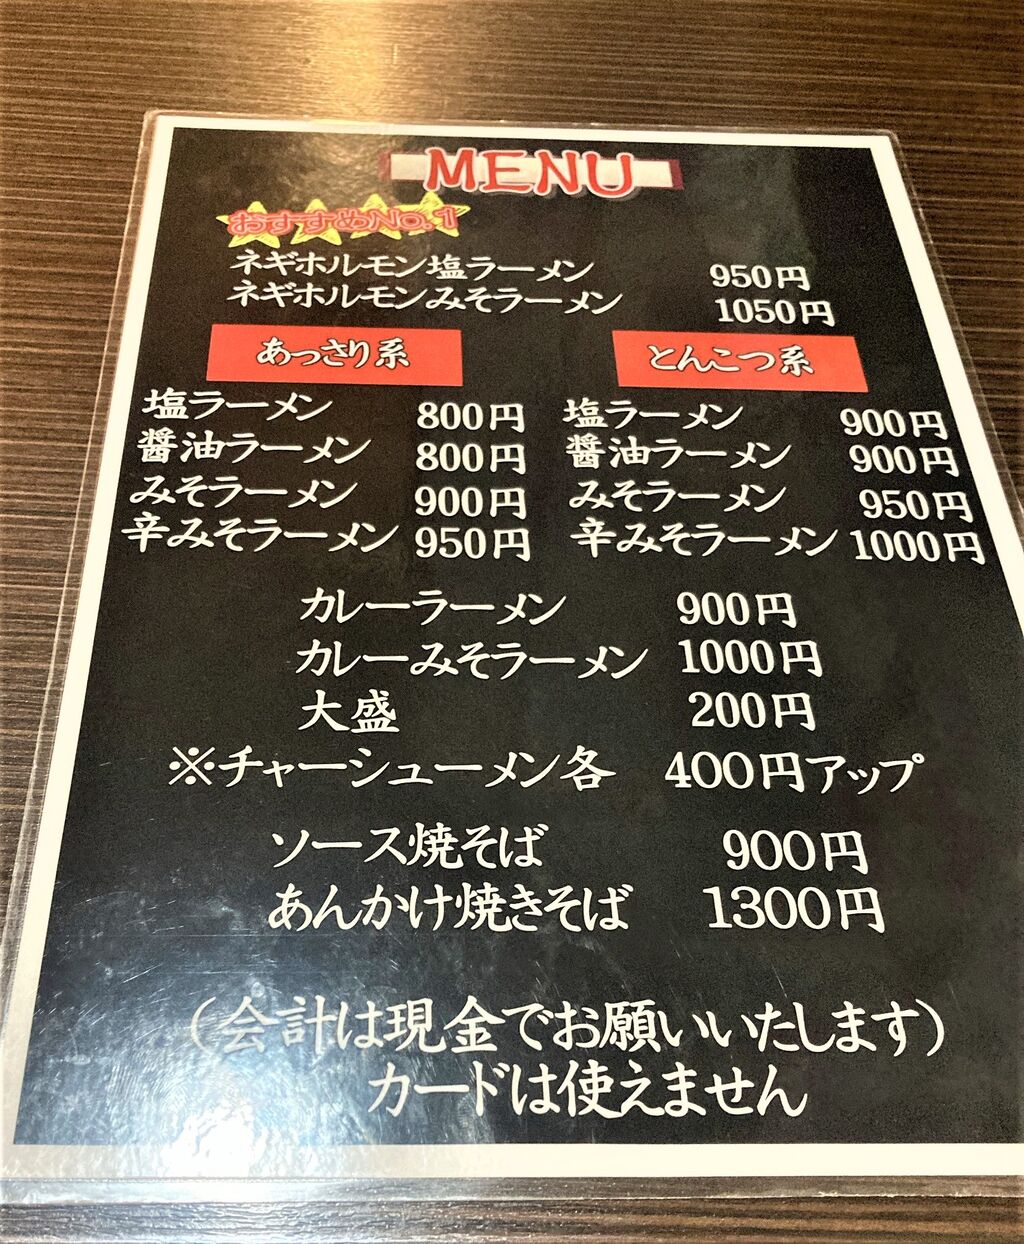 MENU
おすすめNo.1
ネギホルモン塩ラーメン 950円
ネギホルモンみそラーメン 1050円
あっさり系 とんこつ系
塩ラーメン 800円 塩ラーメン 900円
醤油ラーメン 800円 醤油ラーメン 900円
みそラーメン 900円 みそラーメン 950円
辛みそラーメン 950円 辛みそラーメン 1000円
カレーラーメン 900円
カレーみそラーメン 1000円
大盛 200円
※チャーシューメン各 400円アップ
ソース焼そば 900円
あんかけ焼きそば 1300円
（会計は現金でお願いいたします）
カードは使えません